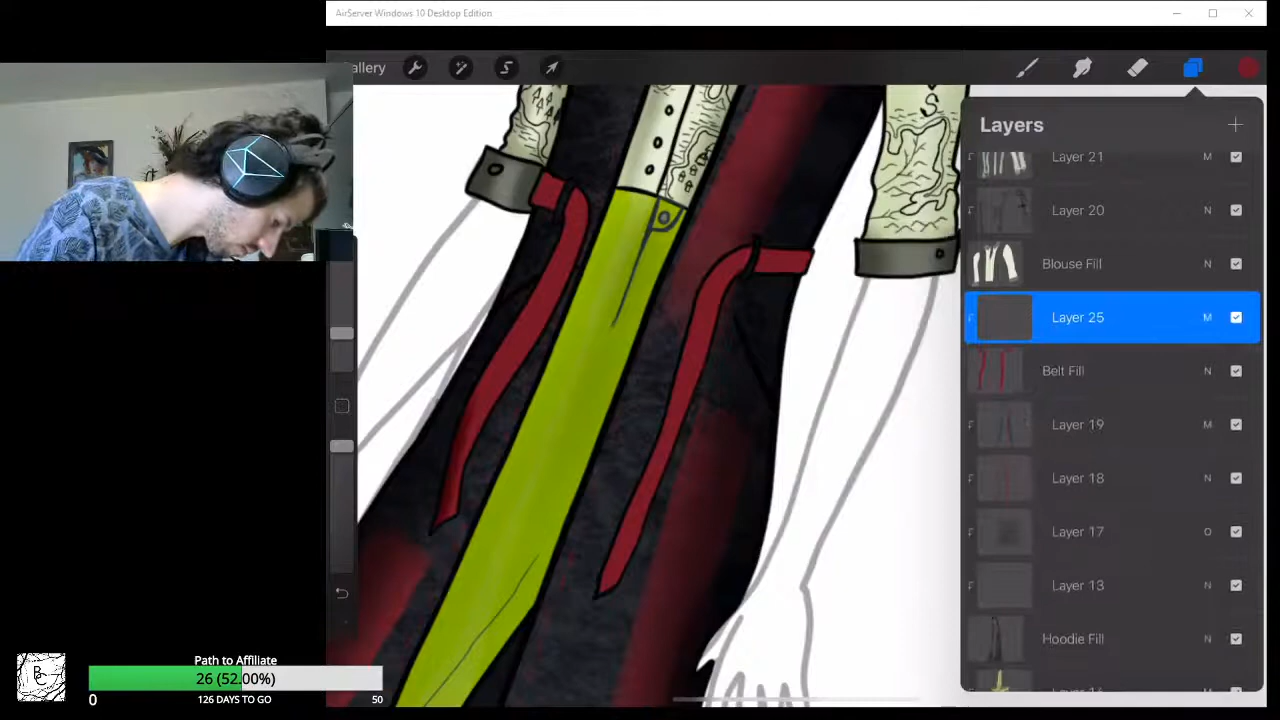 AirServer Windows 10 Desktop Edition
allery
Layers
Layer 21 M
Layer 20 N
Blouse Fill N
Layer 25 M
Belt Fill N
Layer 19 M
Layer 18 N
Layer 17 O
Layer 13 N
Hoodie Fill N
Path to Affiliate
26 (52.00%)
0 126 DAYS TO GO 50